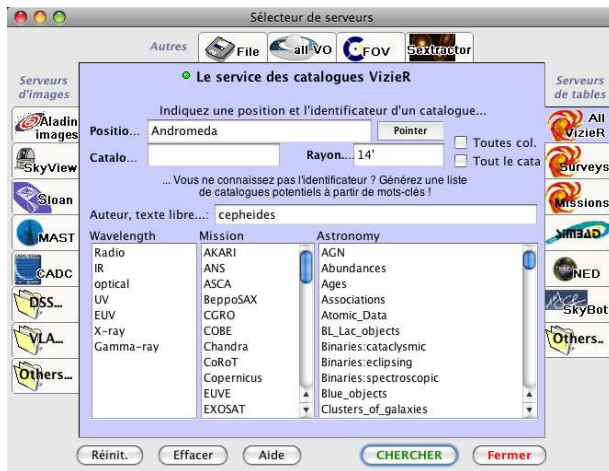 Sélecteur de serveurs
Autres
File
all VO
FOV
Sextractor
Serveurs d'images
Aladin images
SkyView
Sloan
MAST
CADC
DSS...
VLA...
Others...
Le service des catalogues VizieR
Indiquez une position et l'identificateur d'un catalogue...
Positio... Andromeda Pointer
Toutes col.
Catalo... Rayon.... 14'
Tout le cata
... Vous ne connaissez pas l'identificateur ? Générez une liste
de catalogues potentiels à partir de mots-clés !
Auteur, texte libre...: cepheides
Wavelength
Radio
IR
optical
UV
EUV
X-ray
Gamma-ray
Mission
AKARI
ANS
ASCA
BeppoSAX
CGRO
COBE
Chandra
CoRoT
Copernicus
EUVE
EXOSAT
Astronomy
AGN
Abundances
Ages
Associations
Atomic_Data
BL_Lac_objects
Binaries:cataclysmic
Binaries:eclipsing
Binaries:spectroscopic
Blue_objects
Clusters_of_galaxies
Serveurs de tables
All VizieR
Surveys
Missions
SIMBAD
NED
SkyBot
Others..
Réinit.
Effacer
Aide
CHERCHER
Fermer